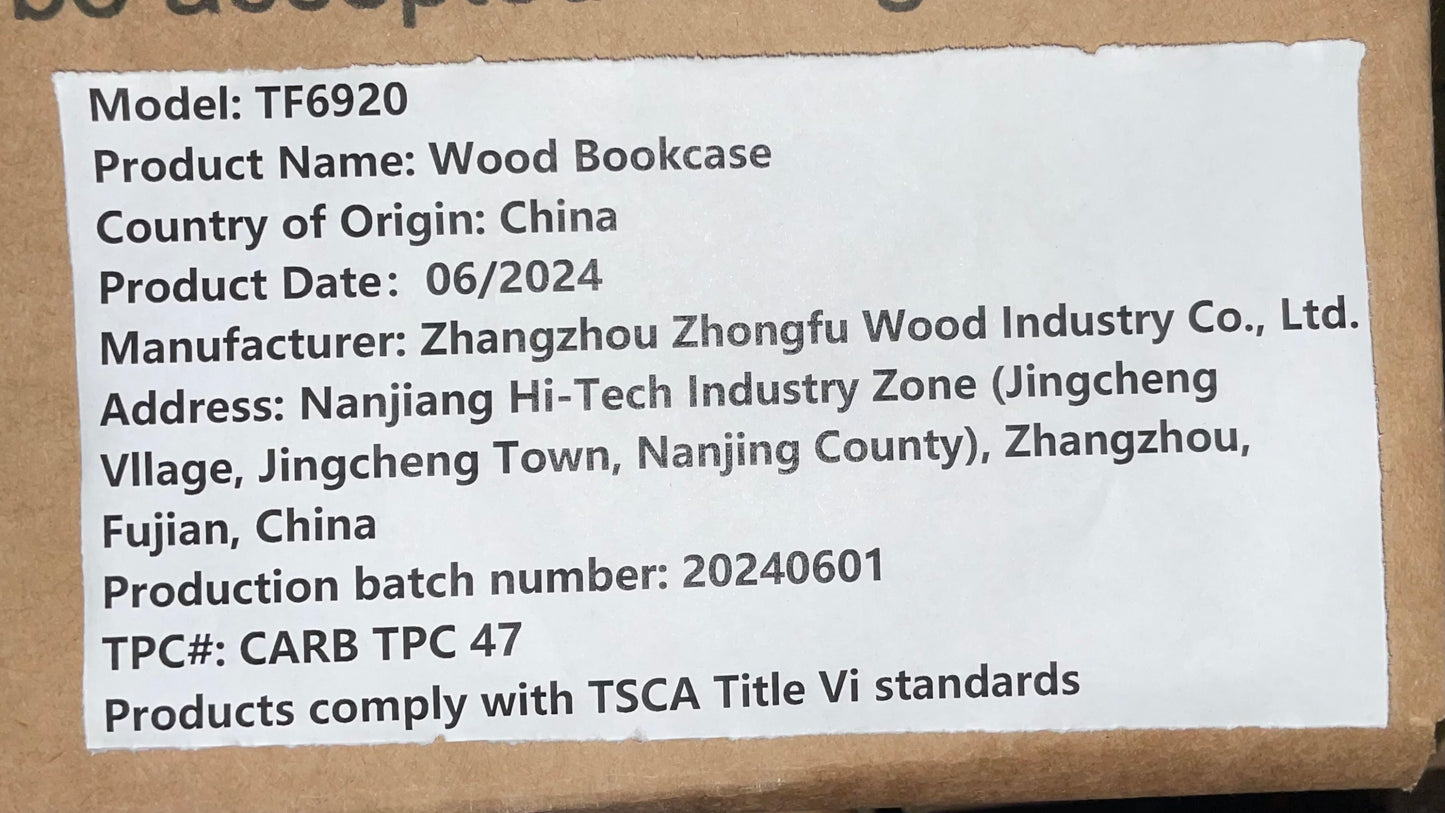 be accepted
Model: TF6920
Product Name: Wood Bookcase
Country of Origin: China
Product Date: 06/2024
Manufacturer: Zhangzhou Zhongfu Wood Industry Co., Ltd.
Address: Nanjiang Hi-Tech Industry Zone (Jingcheng
VIlage, Jingcheng Town, Nanjing County), Zhangzhou,
Fujian, China
Production batch number: 20240601
TPC#: CARB TPC 47
Products comply with TSCA Title Vi standards